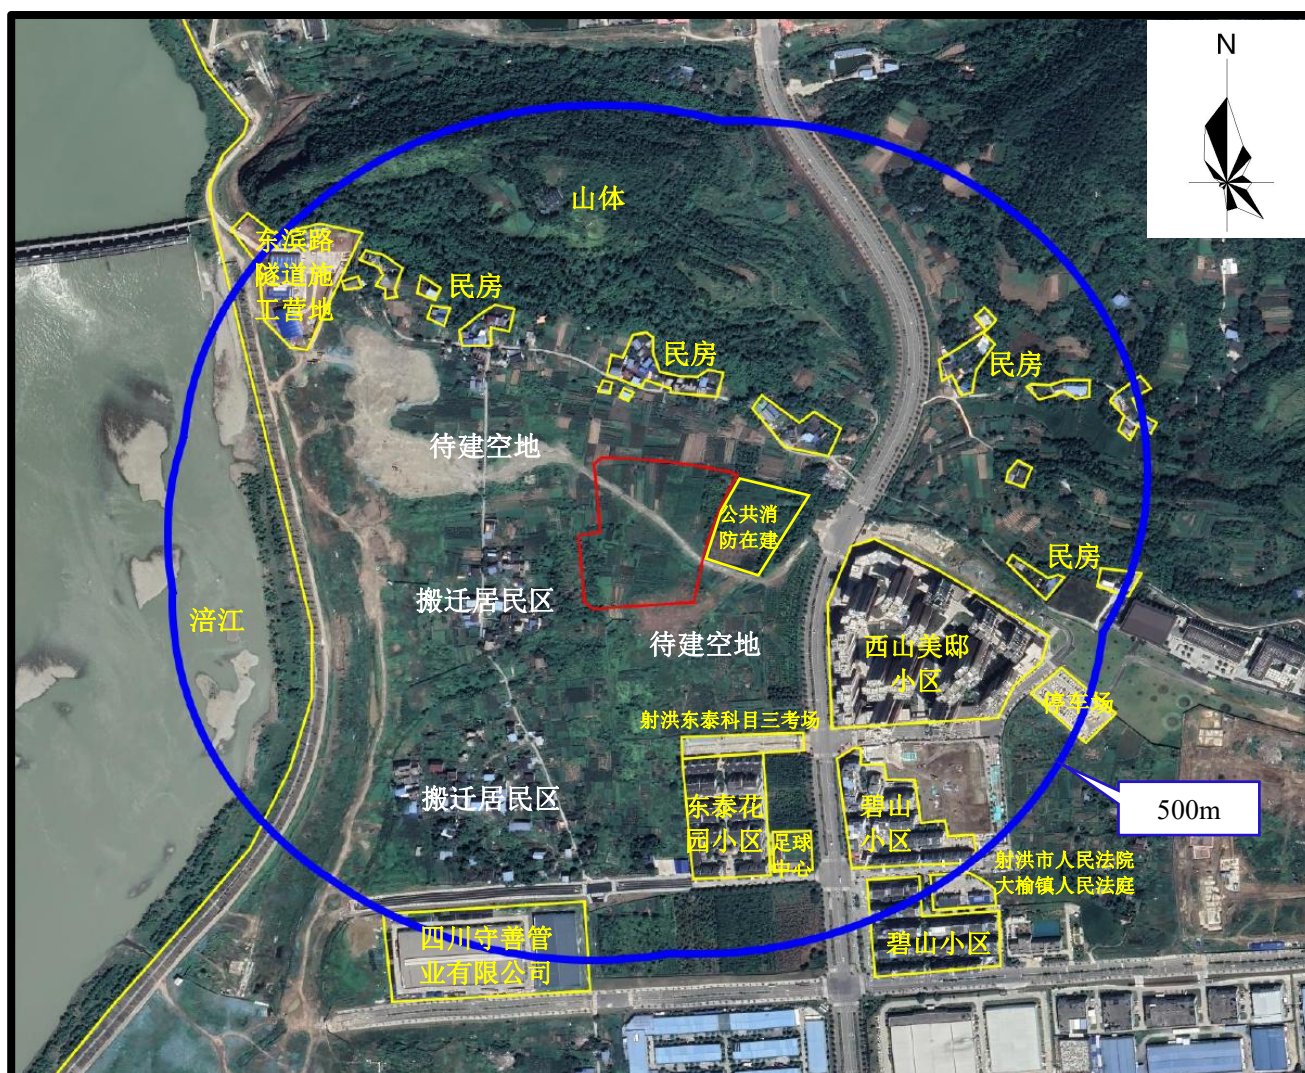 N
山体
东滨路
隧道施
工营地
民房
民房
民房
待建空地
公共消
防在建
民房
搬迁居民区
涪江
待建空地
西山美邸
小区
停车场
射洪东泰科目三考场
500m
搬迁居民区
东泰花
园小区
碧山
小区
足球
中心
射洪市人民法院
大榆镇人民法庭
四川守善管
业有限公司
碧山小区